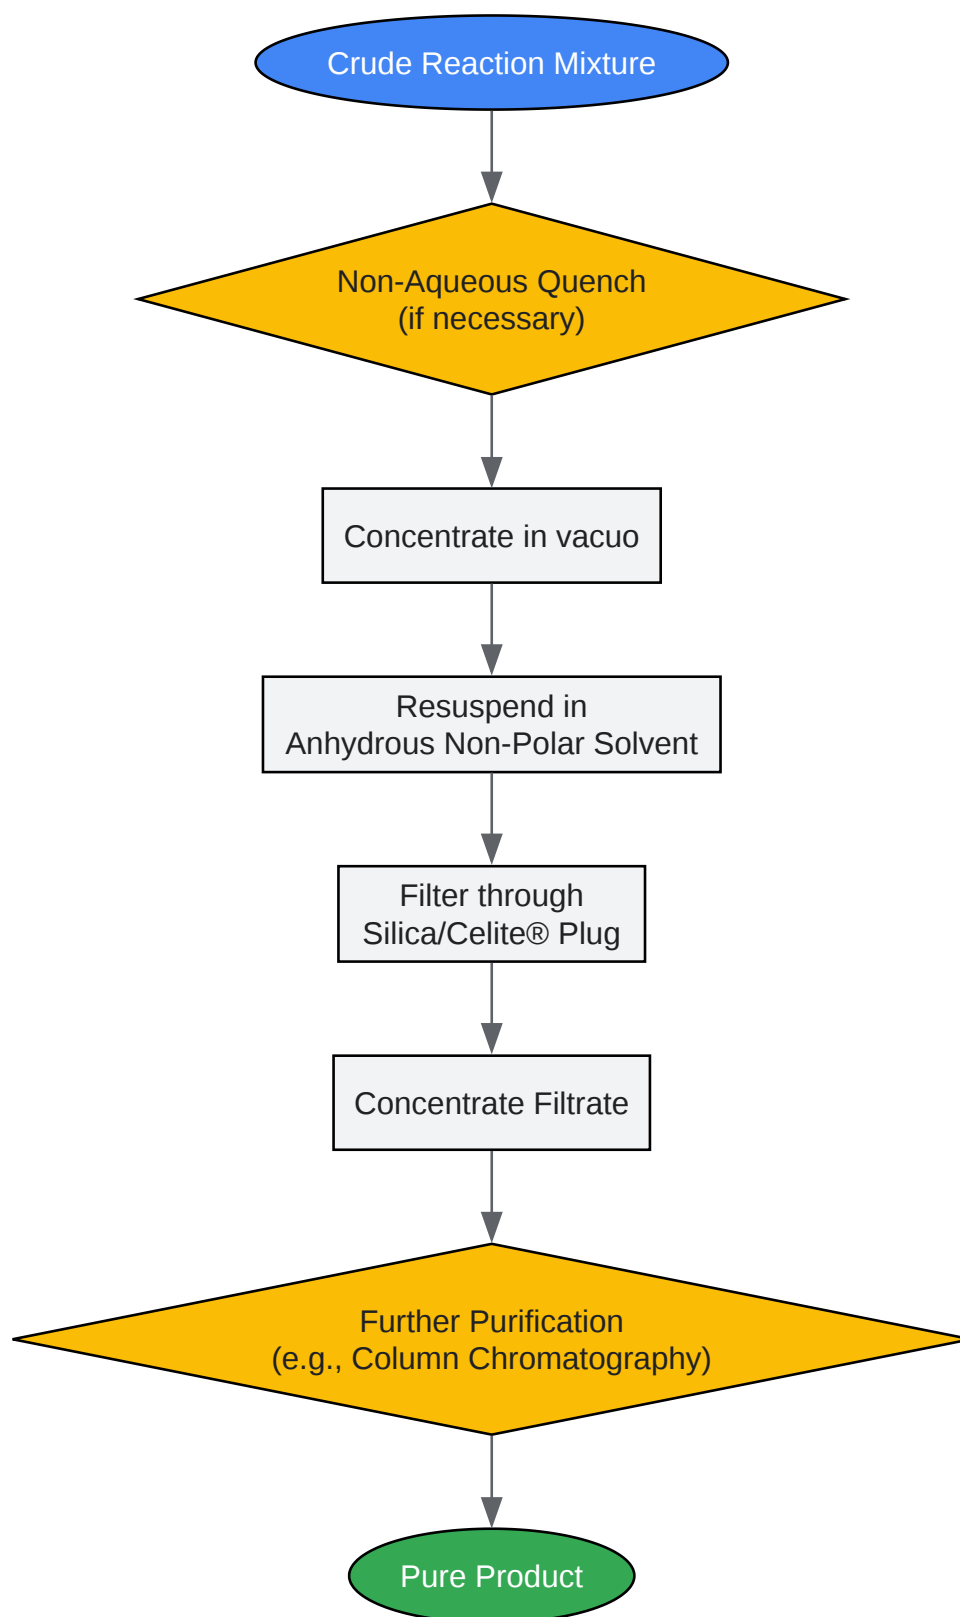 Crude Reaction Mixture
Non-Aqueous Quench
(if necessary)
Concentrate in vacuo
Resuspend in
Anhydrous Non-Polar Solvent
Filter through
Silica/Celite® Plug
Concentrate Filtrate
Further Purification
(e.g., Column Chromatography)
Pure Product